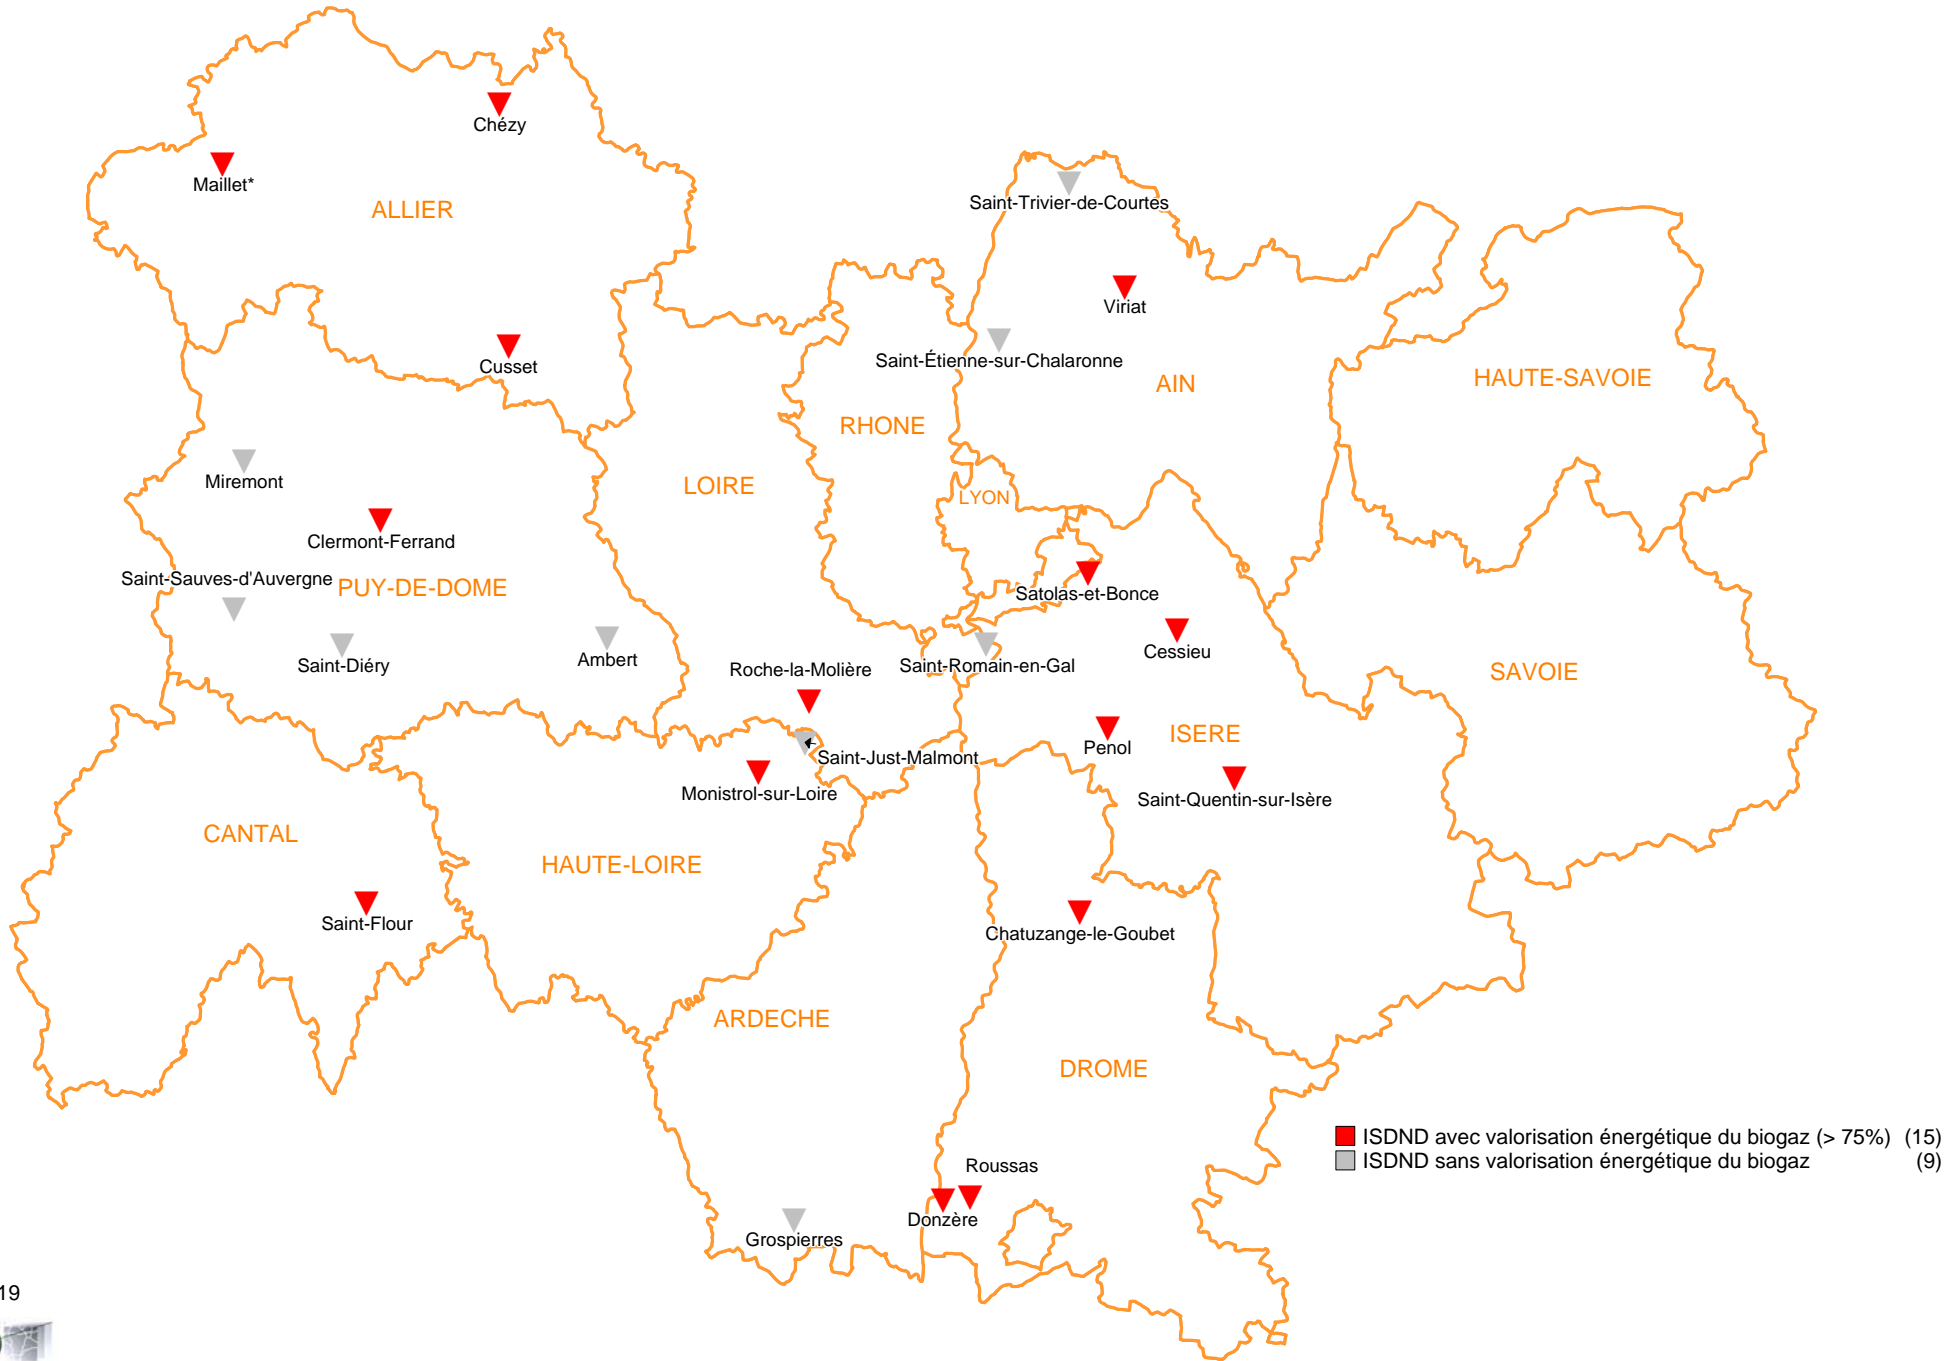 Chézy
Maillet*
ALLIER
Saint-Trivier-de-Courtes
Viriat
Saint-Étienne-sur-Chalaronne
Cusset
HAUTE-SAVOIE
AIN
RHONE
Miremont
LOIRE
LYON
Clermont-Ferrand
Saint-Sauves-d'Auvergne
PUY-DE-DOME
Satolas-et-Bonce
Cessieu
Saint-Diéry
Ambert
Roche-la-Molière
Saint-Romain-en-Gal
SAVOIE
ISERE
Penol
Saint-Just-Malmont
Monistrol-sur-Loire
Saint-Quentin-sur-Isère
CANTAL
HAUTE-LOIRE
Saint-Flour
Chatuzange-le-Goubet
ARDECHE
DROME
ISDND avec valorisation énergétique du biogaz (> 75%) (15)
ISDND sans valorisation énergétique du biogaz (9)
Roussas
Donzère
Grospierres
19